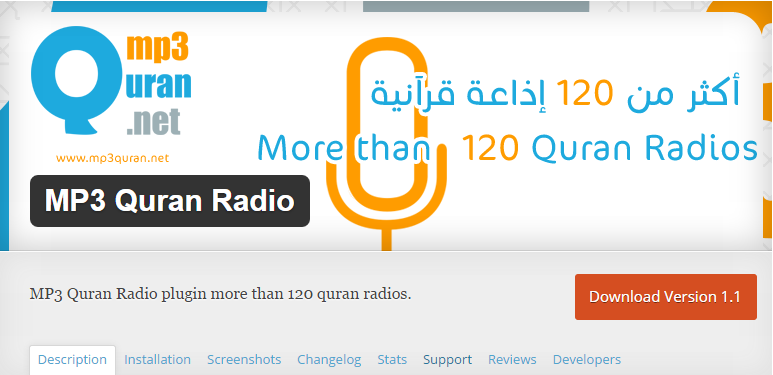 mp3
Quran
.net
www.mp3quran.net
أكثر من 120 إذاعة قرآنية
More than 120 Quran Radios
MP3 Quran Radio
MP3 Quran Radio plugin more than 120 quran radios.
Download Version 1.1
Description Installation Screenshots Changelog Stats Support Reviews Developers